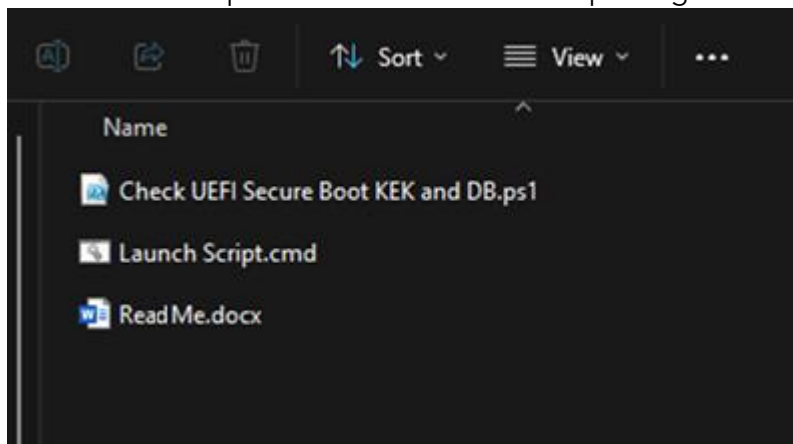 Sort
View
Name
Check UEFI Secure Boot KEK and DB.ps1
Launch Script.cmd
ReadMe.docx